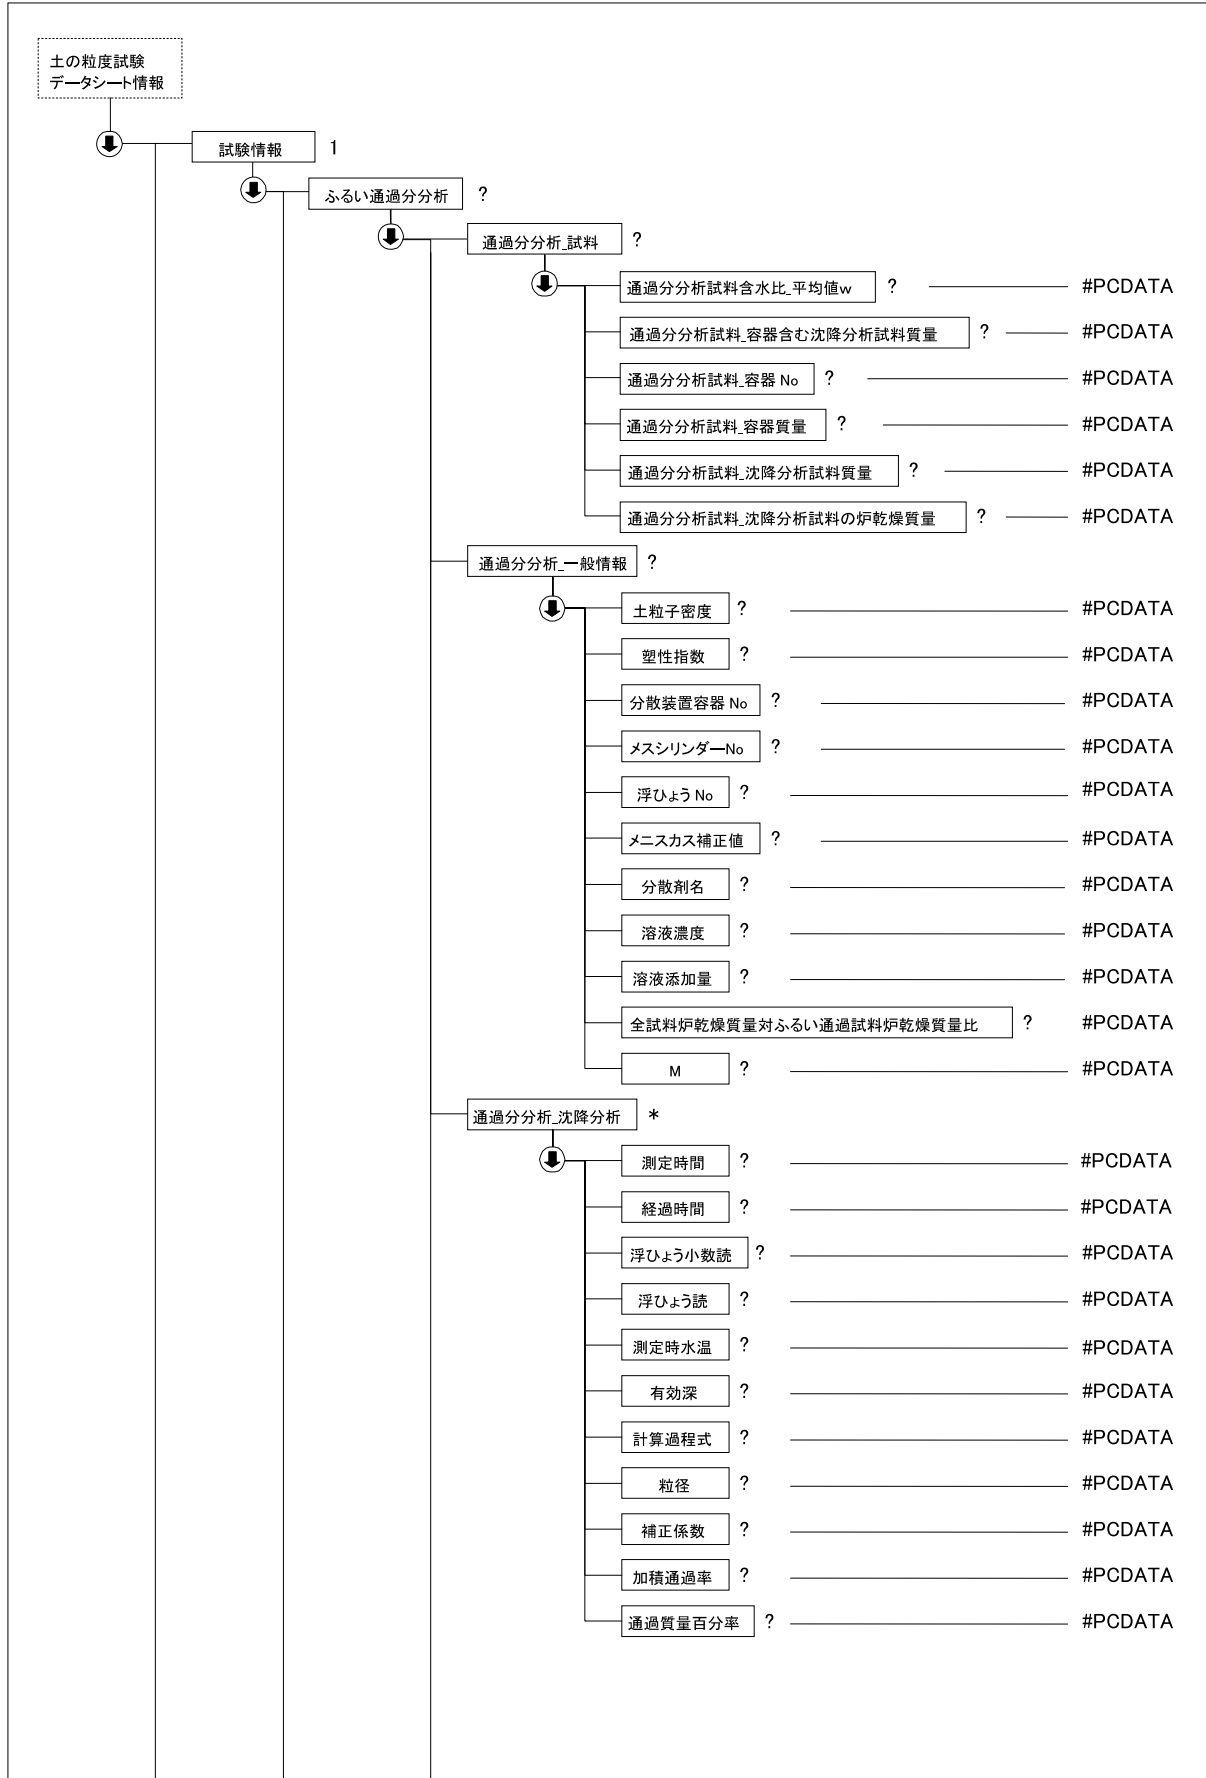 土の粒度試験
データシート情報
試験情報 1
ふるい通過分分析 ?
通過分分析_試料 ?
通過分分析試料含水比_平均値w ? #PCDATA
通過分分析試料_容器含む沈降分析試料質量 ? #PCDATA
通過分分析試料_容器 No ? #PCDATA
通過分分析試料_容器質量 ? #PCDATA
通過分分析試料_沈降分析試料質量 ? #PCDATA
通過分分析試料_沈降分析試料の炉乾燥質量 ? #PCDATA
通過分分析_一般情報 ?
土粒子密度 ? #PCDATA
塑性指数 ? #PCDATA
分散装置容器 No ? #PCDATA
メスシリンダーNo ? #PCDATA
浮ひょう No ? #PCDATA
メニスカス補正値 ? #PCDATA
分散剤名 ? #PCDATA
溶液濃度 ? #PCDATA
溶液添加量 ? #PCDATA
全試料炉乾燥質量対ふるい通過試料炉乾燥質量比 ? #PCDATA
M ? #PCDATA
通過分分析_沈降分析 *
測定時間 ? #PCDATA
経過時間 ? #PCDATA
浮ひょう小数読 ? #PCDATA
浮ひょう読 ? #PCDATA
測定時水温 ? #PCDATA
有効深 ? #PCDATA
計算過程式 ? #PCDATA
粒径 ? #PCDATA
補正係数 ? #PCDATA
加積通過率 ? #PCDATA
通過質量百分率 ? #PCDATA